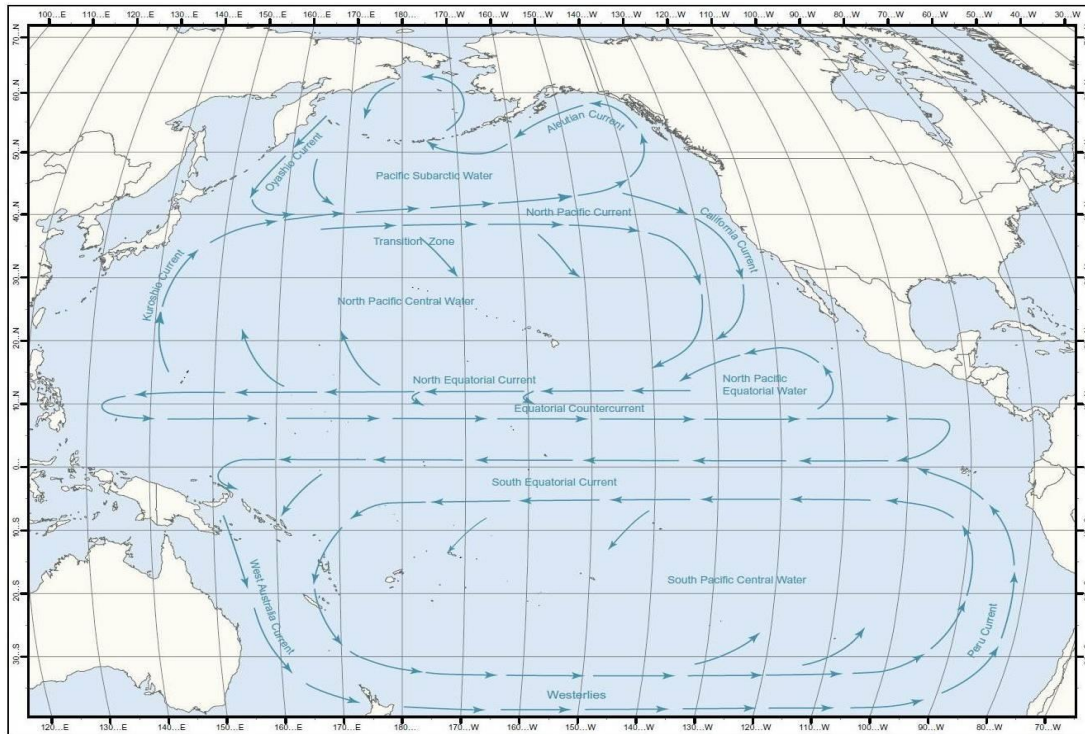 100...E 110...E 120...E 130...E 140...E 150...E 160...E 170...E 180...W 170...W 160...W 150...W 140...W 130...W 120...W 110...W 100...W 90...W 80...W 70...W 60...W 50...W 40...W 30...W
70...N
60...N
Aleutian Current
50...N
Oyashio Current
Pacific Subarctic Water
40...N
North Pacific Current
California Current
Transition Zone
Kuroshio Current
30...N
North Pacific Central Water
20...N
North Equatorial Current
North Pacific
Equatorial Water
10...N
Equatorial Countercurrent
0...N
South Equatorial Current
10...S
West Australia Current
South Pacific Central Water
20...S
Peru Current
30...S
Westerlies
120...E 130...E 140...E 150...E 160...E 170...E 180...W 170...W 160...W 150...W 140...W 130...W 120...W 110...W 100...W 90...W 80...W 70...W